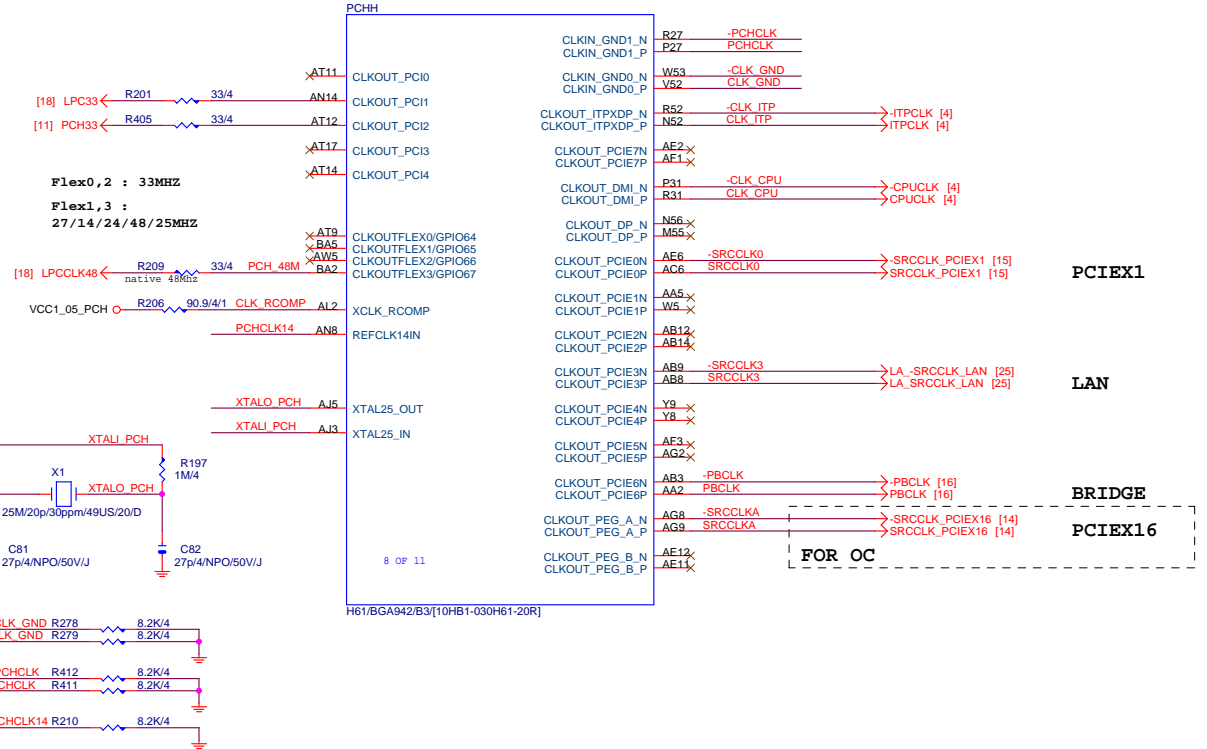 PCHH
CLKIN_GND1_N R27 -PCHCLK
CLKIN_GND1_P P27 PCHCLK
AT11 CLKOUT_PCI0
CLKIN_GND0_N W53 -CLK_GND
CLKIN_GND0_P V52 CLK_GND
[18] LPC33 R201 33/4 AN14 CLKOUT_PCI1
CLKOUT_ITPXDP_N R52 -CLK_ITP -ITPCLK [4]
CLKOUT_ITPXDP_P N52 CLK_ITP ITPCLK [4]
[11] PCH33 R405 33/4 AT12 CLKOUT_PCI2
AT17 CLKOUT_PCI3
CLKOUT_PCIE7N AE2
CLKOUT_PCIE7P AF1
AT14 CLKOUT_PCI4
Flex0,2 : 33MHZ
CLKOUT_DMI_N P31 -CLK_CPU -CPUCLK [4]
CLKOUT_DMI_P R31 CLK_CPU CPUCLK [4]
Flex1,3 :
27/14/24/48/25MHZ
CLKOUT_DP_N N56
CLKOUT_DP_P M55
AT9 CLKOUTFLEX0/GPIO64
BA5 CLKOUTFLEX1/GPIO65
AW5 CLKOUTFLEX2/GPIO66
CLKOUT_PCIE0N AE6 -SRCCLK0 -SRCCLK_PCIEX1 [15]
[18] LPCCLK48 R209 33/4 PCH_48M BA2 CLKOUTFLEX3/GPIO67
CLKOUT_PCIE0P AC6 SRCCLK0 SRCCLK_PCIEX1 [15] PCIEX1
native 48Mhz
CLKOUT_PCIE1N AA5
CLKOUT_PCIE1P W5
VCC1_05_PCH R206 90.9/4/1 CLK_RCOMP AL2 XCLK_RCOMP
PCHCLK14 AN8 REFCLK14IN
CLKOUT_PCIE2N AB12
CLKOUT_PCIE2P AB14
CLKOUT_PCIE3N AB9 -SRCCLK3 LA_-SRCCLK_LAN [25]
CLKOUT_PCIE3P AB8 SRCCLK3 LA_SRCCLK_LAN [25] LAN
XTALO_PCH AJ5 XTAL25_OUT
CLKOUT_PCIE4N Y9
CLKOUT_PCIE4P Y8
XTALI_PCH AJ3 XTAL25_IN
XTALI_PCH
CLKOUT_PCIE5N AF3
CLKOUT_PCIE5P AG2
R197
1M/4
X1 XTALO_PCH
25M/20p/30ppm/49US/20/D
CLKOUT_PCIE6N AB3 -PBCLK -PBCLK [16]
CLKOUT_PCIE6P AA2 PBCLK PBCLK [16] BRIDGE
CLKOUT_PEG_A_N AG8 -SRCCLKA -SRCCLK_PCIEX16 [14]
CLKOUT_PEG_A_P AG9 SRCCLKA SRCCLK_PCIEX16 [14] PCIEX16
C81 C82
27p/4/NPO/50V/J 27p/4/NPO/50V/J
8 OF 11
CLKOUT_PEG_B_N AE12
CLKOUT_PEG_B_P AE11
FOR OC
H61/BGA942/B3/[10HB1-030H61-20R]
CLK_GND R278 8.2K/4
LK_GND R279 8.2K/4
PCHCLK R412 8.2K/4
CHCLK R411 8.2K/4
CHCLK14 R210 8.2K/4